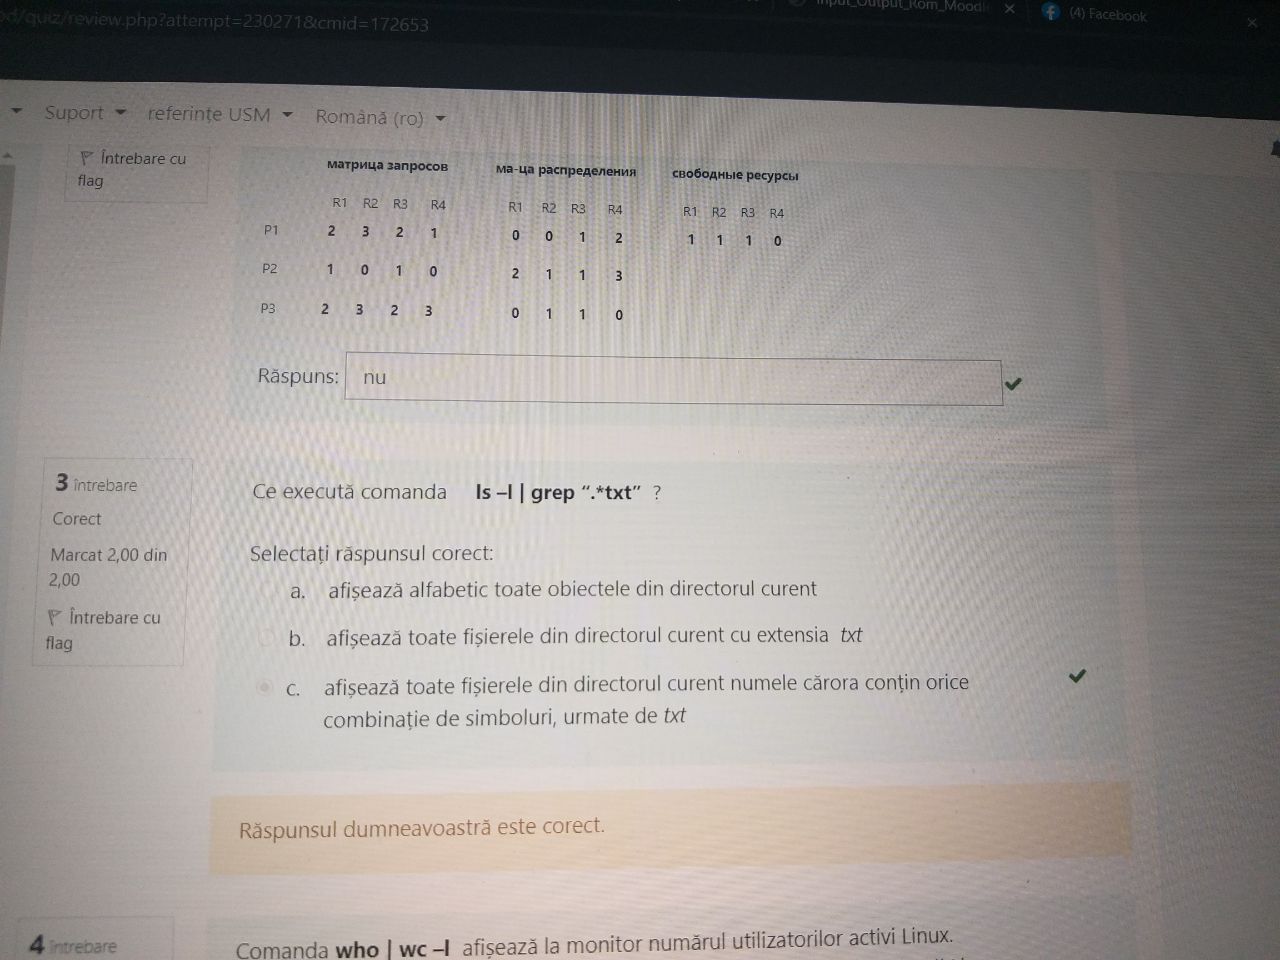 od/quiz/review.php?attempt=230271&cmid=172653
(4) Facebook
Suport
referințe USM
Română (ro)
Întrebare cu
flag
матрица запросов ма-ца распределения свободные ресурсы
R1 R2 R3 R4 R1 R2 R3 R4 R1 R2 R3 R4
P1 2 3 2 1 0 0 1 2 1 1 1 0
P2 1 0 1 0 2 1 1 3
P3 2 3 2 3 0 1 1 0
Răspuns: nu
3 întrebare
Corect
Marcat 2,00 din
2,00
Întrebare cu
flag
Ce execută comanda ls –l | grep “.*txt” ?
Selectați răspunsul corect:
a. afișează alfabetic toate obiectele din directorul curent
b. afișează toate fișierele din directorul curent cu extensia txt
c. afișează toate fișierele din directorul curent numele cărora conțin orice
combinație de simboluri, urmate de txt
Răspunsul dumneavoastră este corect.
4 întrebare
Comanda who | wc –l afișează la monitor numărul utilizatorilor activi Linux.